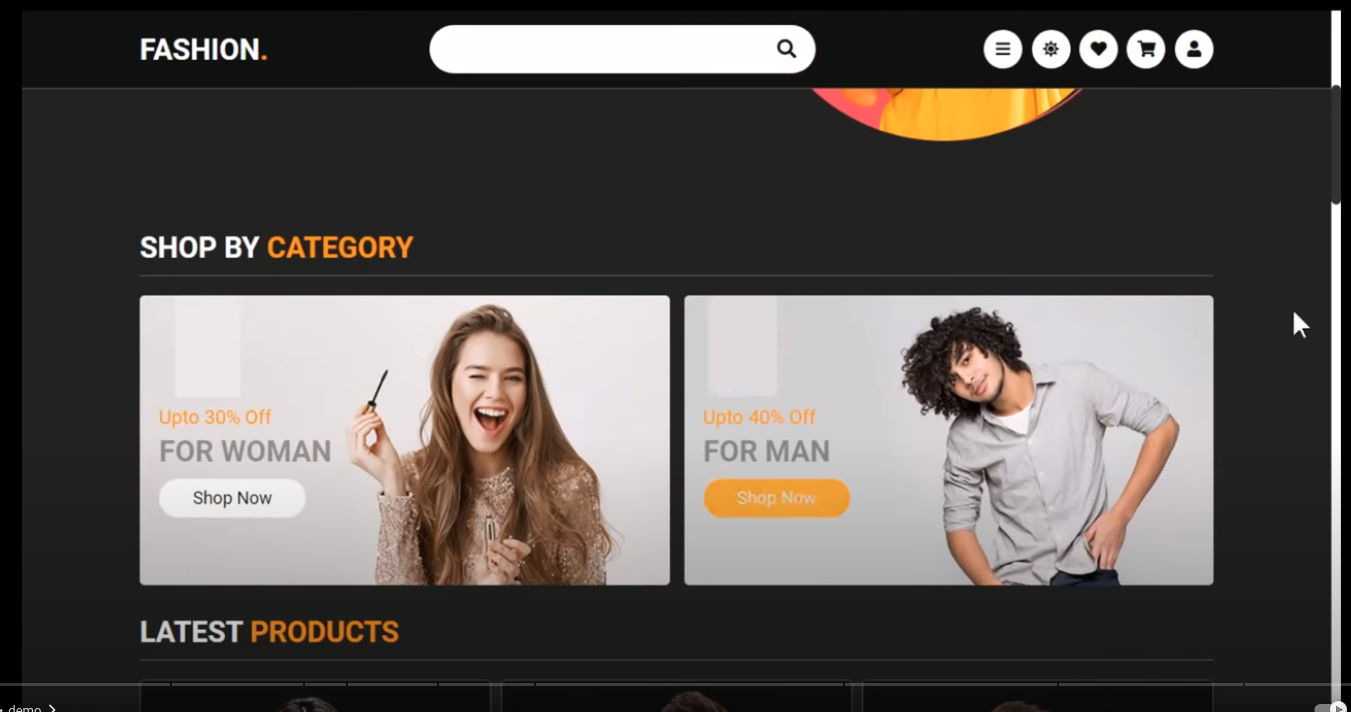 FASHION.
SHOP BY CATEGORY
Upto 30% Off
FOR WOMAN
Shop Now
Upto 40% Off
FOR MAN
Shop Now
LATEST PRODUCTS
demo